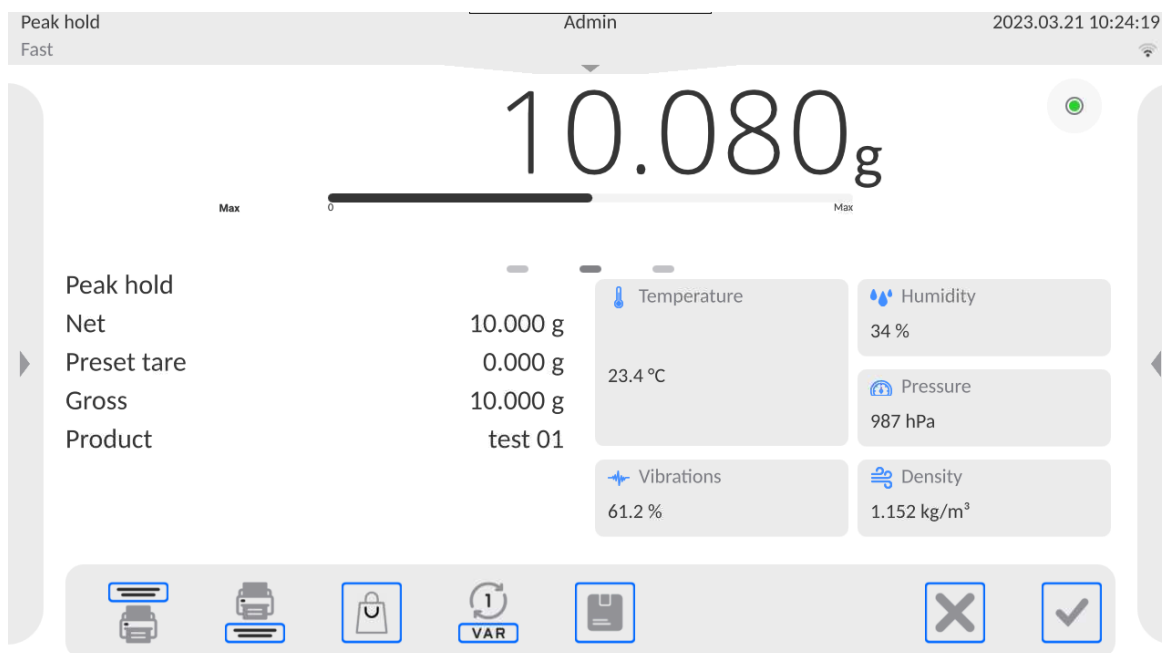 Peak hold Admin 2023.03.21 10:24:19
Fast
10.080g
Max 0 Max
Peak hold
Net 10.000 g
Preset tare 0.000 g
Gross 10.000 g
Product test 01
Temperature
23.4 °C
Humidity
34 %
Pressure
987 hPa
Vibrations
61.2 %
Density
1.152 kg/m³
1
VAR